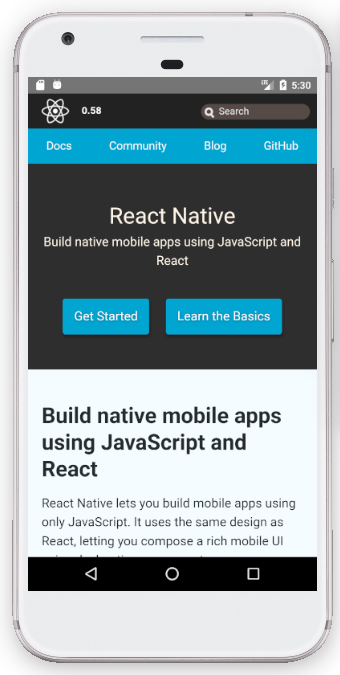 LTE 5:30
0.58 Search
Docs Community Blog GitHub
React Native
Build native mobile apps using JavaScript and
React
Get Started Learn the Basics
Build native mobile apps
using JavaScript and
React
React Native lets you build mobile apps using
only JavaScript. It uses the same design as
React, letting you compose a rich mobile UI